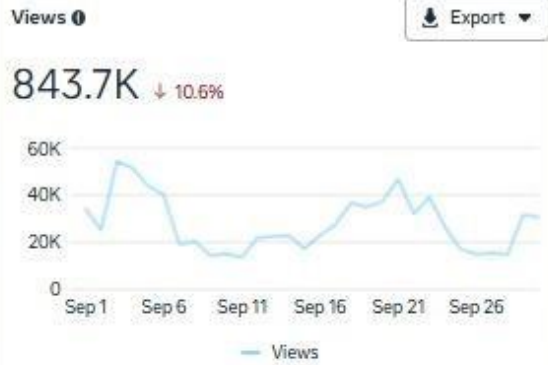 Views
Export
843.7K ↓ 10.6%
60K
40K
20K
0
Sep 1 Sep 6 Sep 11 Sep 16 Sep 21 Sep 26
Views